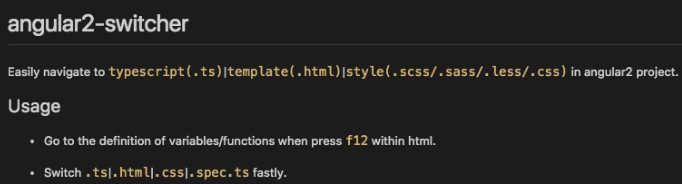 angular2-switcher
Easily navigate to typescript(.ts)|template(.html)|style(.scss/.sass/.less/.css) in angular2 project.
Usage
• Go to the definition of variables/functions when press f12 within html.
• Switch .ts|.html|.css|.spec.ts fastly.